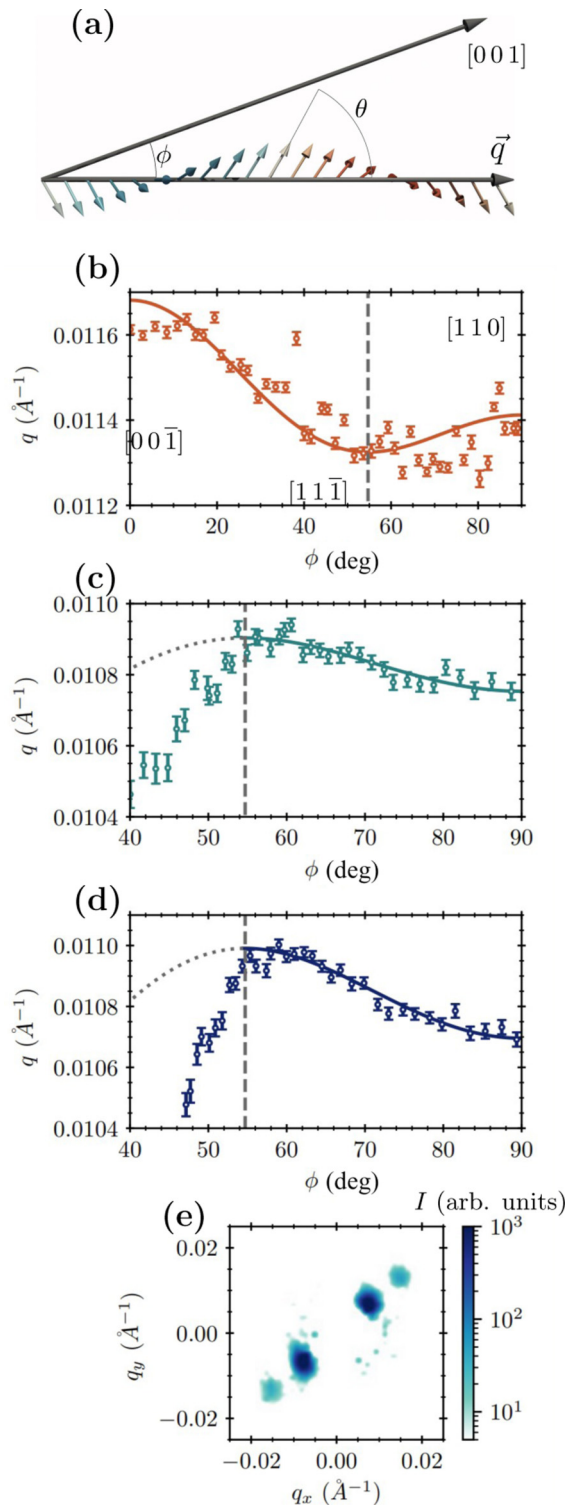 (a)
[0 0 1]
θ
ϕ
q⃗
(b)
0.0116
[1 1 0]
q (Å⁻¹)
0.0114
[0 0 1̄]
[1 1 1̄]
0.0112
0 20 40 60 80
ϕ (deg)
(c)
0.0110
0.0108
q (Å⁻¹)
0.0106
0.0104
40 50 60 70 80 90
ϕ (deg)
(d)
0.0110
0.0108
q (Å⁻¹)
0.0106
0.0104
40 50 60 70 80 90
ϕ (deg)
(e)
I (arb. units)
0.02
10³
q_y (Å⁻¹)
0.00
10²
−0.02
10¹
−0.02 0.00 0.02
q_x (Å⁻¹)